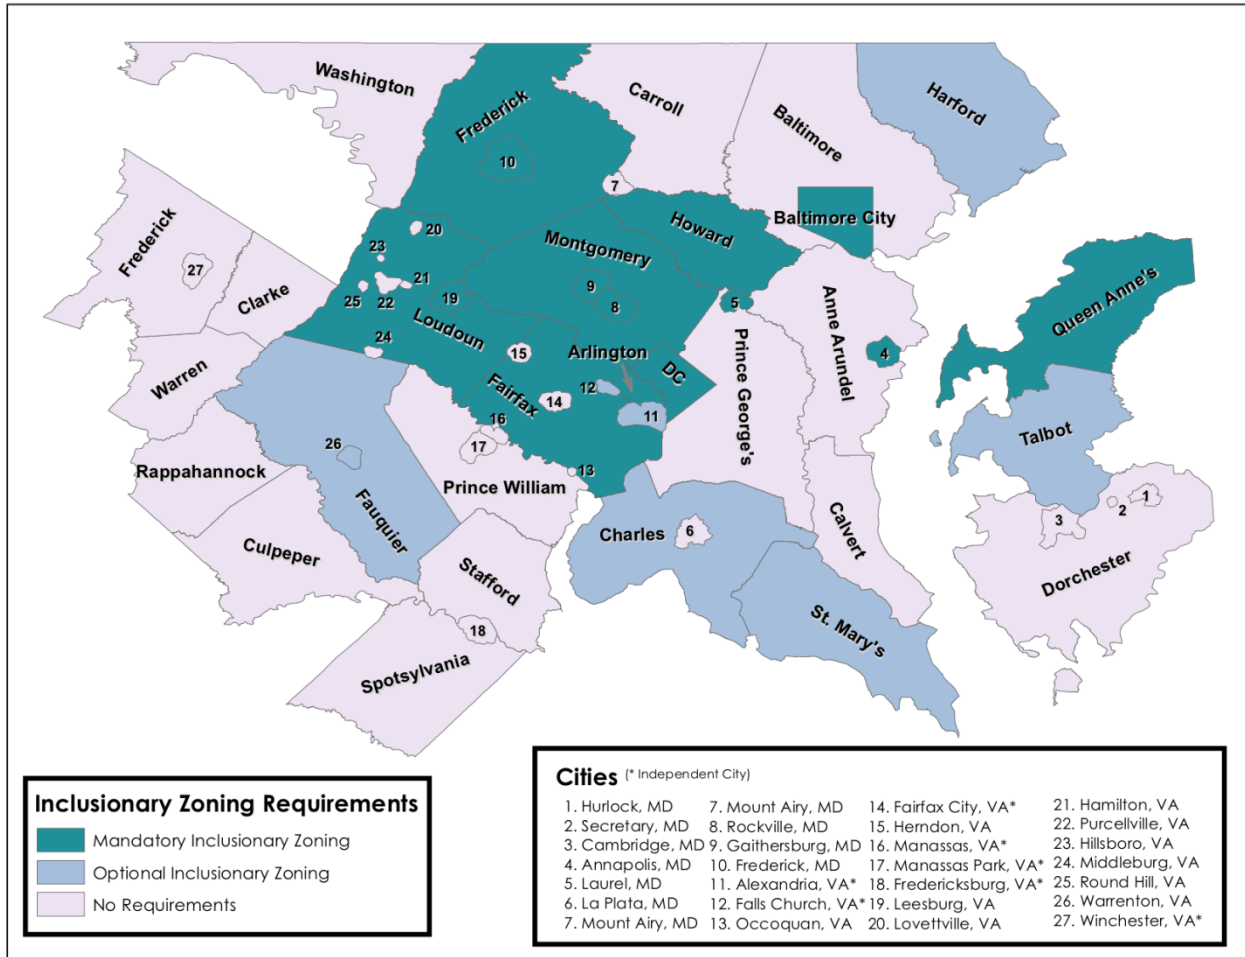 Washington
Frederick
Carroll
Baltimore
Harford
10
7
Frederick
27
Clarke
23
20
21
25
22
19
Loudoun
24
Montgomery
9
8
Howard
Baltimore City
5
Queen Anne's
Warren
15
Arlington
DC
Prince George's
Anne Arundel
4
Fairfax
12
14
11
16
17
13
Talbot
Rappahannock
26
Fauquier
Prince William
Culpeper
Stafford
Charles
6
Calvert
3
2
1
Dorchester
18
Spotsylvania
St. Mary's
Inclusionary Zoning Requirements
Mandatory Inclusionary Zoning
Optional Inclusionary Zoning
No Requirements
Cities (* Independent City)
1. Hurlock, MD
2. Secretary, MD
3. Cambridge, MD
4. Annapolis, MD
5. Laurel, MD
6. La Plata, MD
7. Mount Airy, MD
7. Mount Airy, MD
8. Rockville, MD
9. Gaithersburg, MD
10. Frederick, MD
11. Alexandria, VA*
12. Falls Church, VA*
13. Occoquan, VA
14. Fairfax City, VA*
15. Herndon, VA
16. Manassas, VA*
17. Manassas Park, VA*
18. Fredericksburg, VA*
19. Leesburg, VA
20. Lovettville, VA
21. Hamilton, VA
22. Purcellville, VA
23. Hillsboro, VA
24. Middleburg, VA
25. Round Hill, VA
26. Warrenton, VA
27. Winchester, VA*